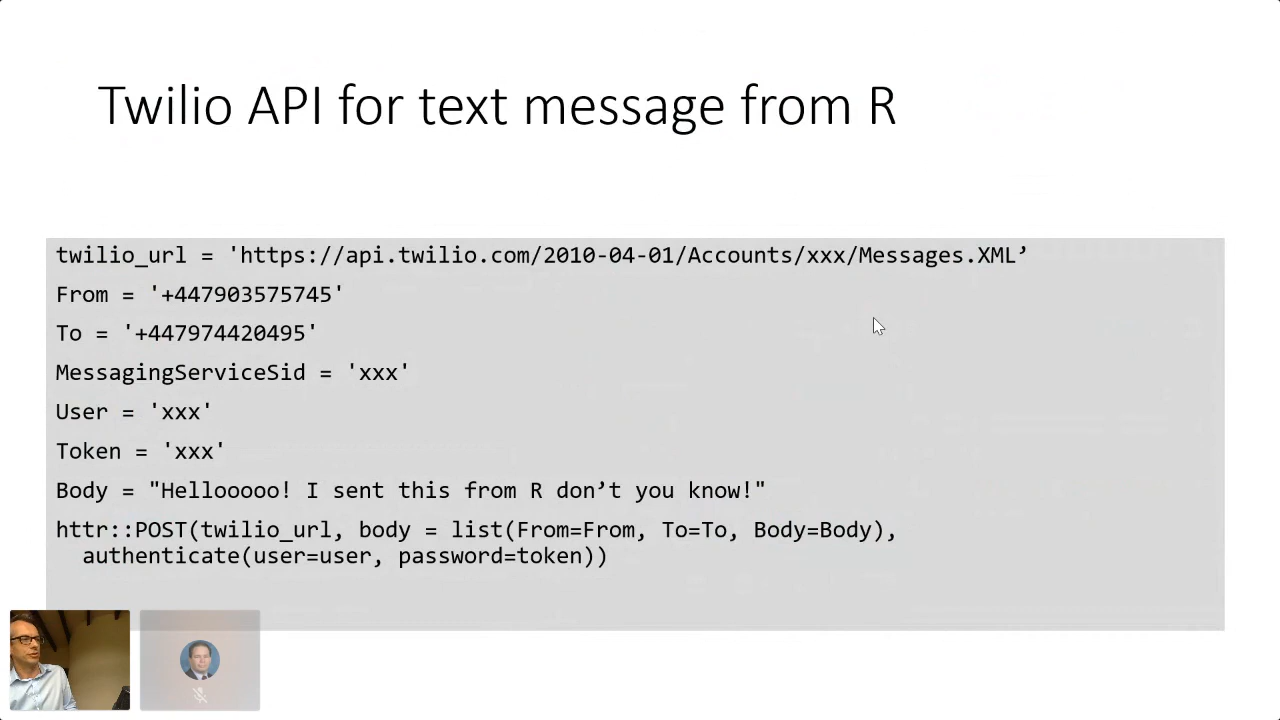 Twilio API for text message from R
twilio_url = 'https://api.twilio.com/2010-04-01/Accounts/xxx/Messages.XML’
From = '+447903575745'
To = '+447974420495'
MessagingServiceSid = 'xxx'
User = 'xxx'
Token = 'xxx'
Body = "Hellooooo! I sent this from R don’t you know!"
httr::POST(twilio_url, body = list(From=From, To=To, Body=Body),
authenticate(user=user, password=token))